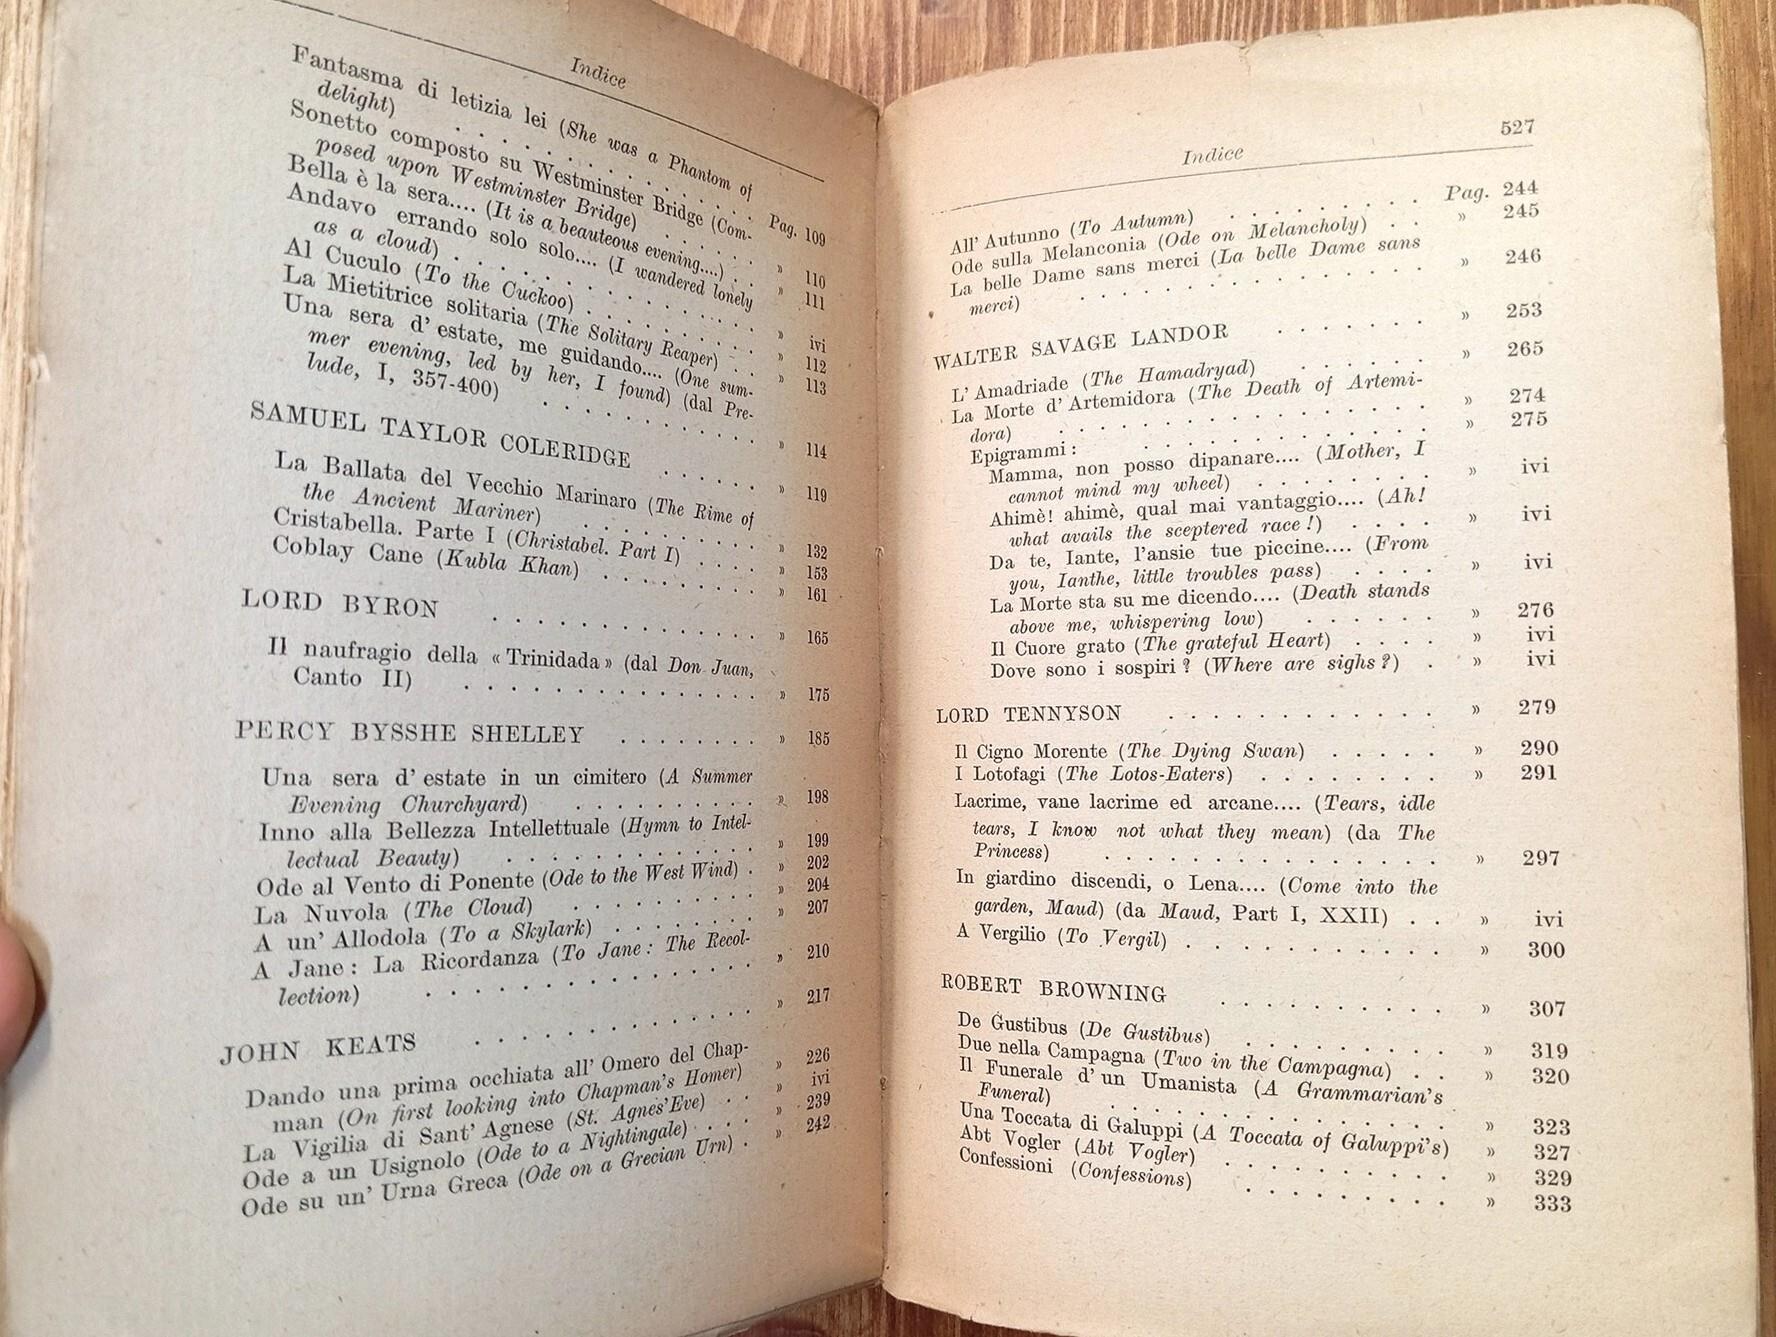 Indice
Fantasma di letizia lei (She was a Phantom of
delight) . . . . . . . . . . . . Pag. 109
Sonetto composto su Westminster Bridge (Com-
posed upon Westminster Bridge) . . . . . » 110
Bella è la sera.... (It is a beauteous evening....) . . » 111
Andavo errando solo solo.... (I wandered lonely
as a cloud) . . . . . . . . . . . » ivi
Al Cuculo (To the Cuckoo) . . . . . . . . » 112
La Mietitrice solitaria (The Solitary Reaper) . . . » 113
Una sera d' estate, me guidando.... (One sum-
mer evening, led by her, I found) (dal Pre-
lude, I, 357-400) . . . . . . . . . » 114
SAMUEL TAYLOR COLERIDGE . . . . . . » 119
La Ballata del Vecchio Marinaro (The Rime of
the Ancient Mariner) . . . . . . . . » 132
Cristabella. Parte I (Christabel. Part I) . . . . » 153
Coblay Cane (Kubla Khan) . . . . . . . . » 161
LORD BYRON . . . . . . . . . . . . . » 165
Il naufragio della « Trinidada » (dal Don Juan,
Canto II) . . . . . . . . . . . . . . » 175
PERCY BYSSHE SHELLEY . . . . . . . . » 185
Una sera d' estate in un cimitero (A Summer
Evening Churchyard) . . . . . . . . . . » 198
Inno alla Bellezza Intellettuale (Hymn to Intel-
lectual Beauty) . . . . . . . . . . . . » 199
Ode al Vento di Ponente (Ode to the West Wind) . » 202
La Nuvola (The Cloud) . . . . . . . . . » 204
A un' Allodola (To a Skylark) . . . . . . . » 207
A Jane : La Ricordanza (To Jane : The Recol-
lection) . . . . . . . . . . . . . . » 210
JOHN KEATS . . . . . . . . . . . . . » 217
Dando una prima occhiata all' Omero del Chap-
man (On first looking into Chapman's Homer) » 226
La Vigilia di Sant' Agnese (St. Agnes'Eve) . . » ivi
Ode a un Usignolo (Ode to a Nightingale) . . . » 239
Ode su un' Urna Greca (Ode on a Grecian Urn) . » 242
Indice 527
All' Autunno (To Autumn) . . . . . . . . . Pag. 244
Ode sulla Melanconia (Ode on Melancholy) . . » 245
La belle Dame sans merci (La belle Dame sans
merci) . . . . . . . . . . . . . . » 246
WALTER SAVAGE LANDOR . . . . . . . » 253
L' Amadriade (The Hamadryad) . . . . . . » 265
La Morte d' Artemidora (The Death of Artemi-
dora) . . . . . . . . . . . . . . » 274
Epigrammi : . . . . . . . . . . . . » 275
Mamma, non posso dipanare.... (Mother, I
cannot mind my wheel) . . . . . . . » ivi
Ahimè! ahimè, qual mai vantaggio.... (Ah!
what avails the sceptered race!) . . . . » ivi
Da te, Iante, l'ansie tue piccine.... (From
you, Ianthe, little troubles pass) . . . . » ivi
La Morte sta su me dicendo.... (Death stands
above me, whispering low) . . . . . . » 276
Il Cuore grato (The grateful Heart) . . . . » ivi
Dove sono i sospiri ? (Where are sighs ?) . » ivi
LORD TENNYSON . . . . . . . . . . . . » 279
Il Cigno Morente (The Dying Swan) . . . . . » 290
I Lotofagi (The Lotos-Eaters) . . . . . . . . » 291
Lacrime, vane lacrime ed arcane.... (Tears, idle
tears, I know not what they mean) (da The
Princess) . . . . . . . . . . . . . . » 297
In giardino discendi, o Lena.... (Come into the
garden, Maud) (da Maud, Part I, XXII) . . » ivi
A Vergilio (To Vergil) . . . . . . . . . . . » 300
ROBERT BROWNING . . . . . . . . . . » 307
De Gustibus (De Gustibus) . . . . . . . . . » 319
Due nella Campagna (Two in the Campagna) . . » 320
Il Funerale d' un Umanista (A Grammarian's
Funeral) . . . . . . . . . . . . . . » 323
Una Toccata di Galuppi (A Toccata of Galuppi's) » 327
Abt Vogler (Abt Vogler) . . . . . . . . . . » 329
Confessioni (Confessions) . . . . . . . . . » 333